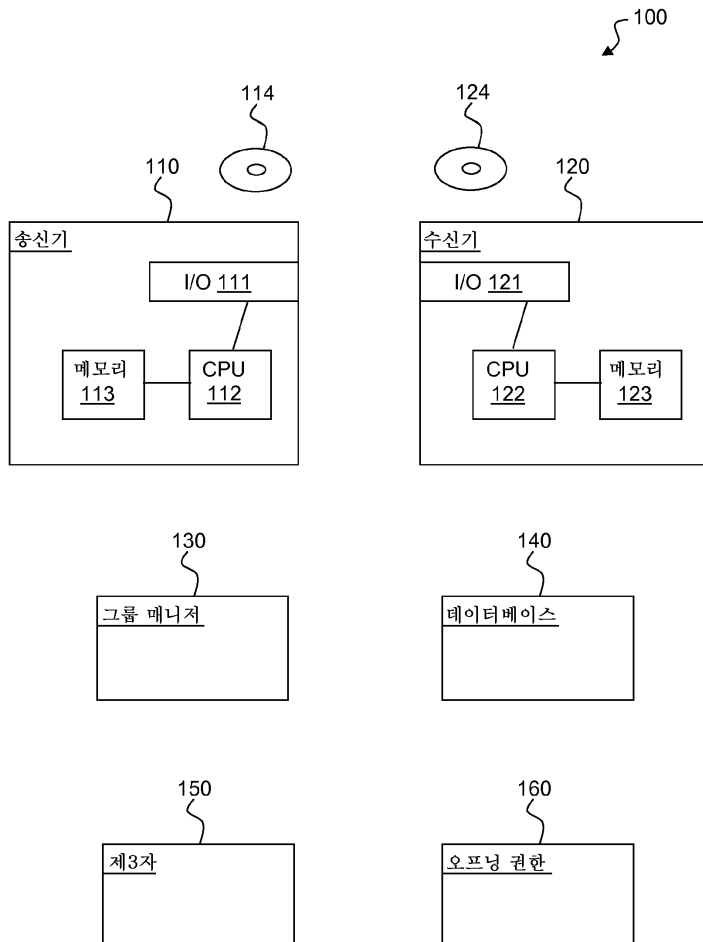 100
114
124
110
120
송신기
수신기
I/O 111
I/O 121
메모리
113
CPU
112
CPU
122
메모리
123
130
140
그룹 매니저
데이터베이스
150
160
제3자
오프닝 권한